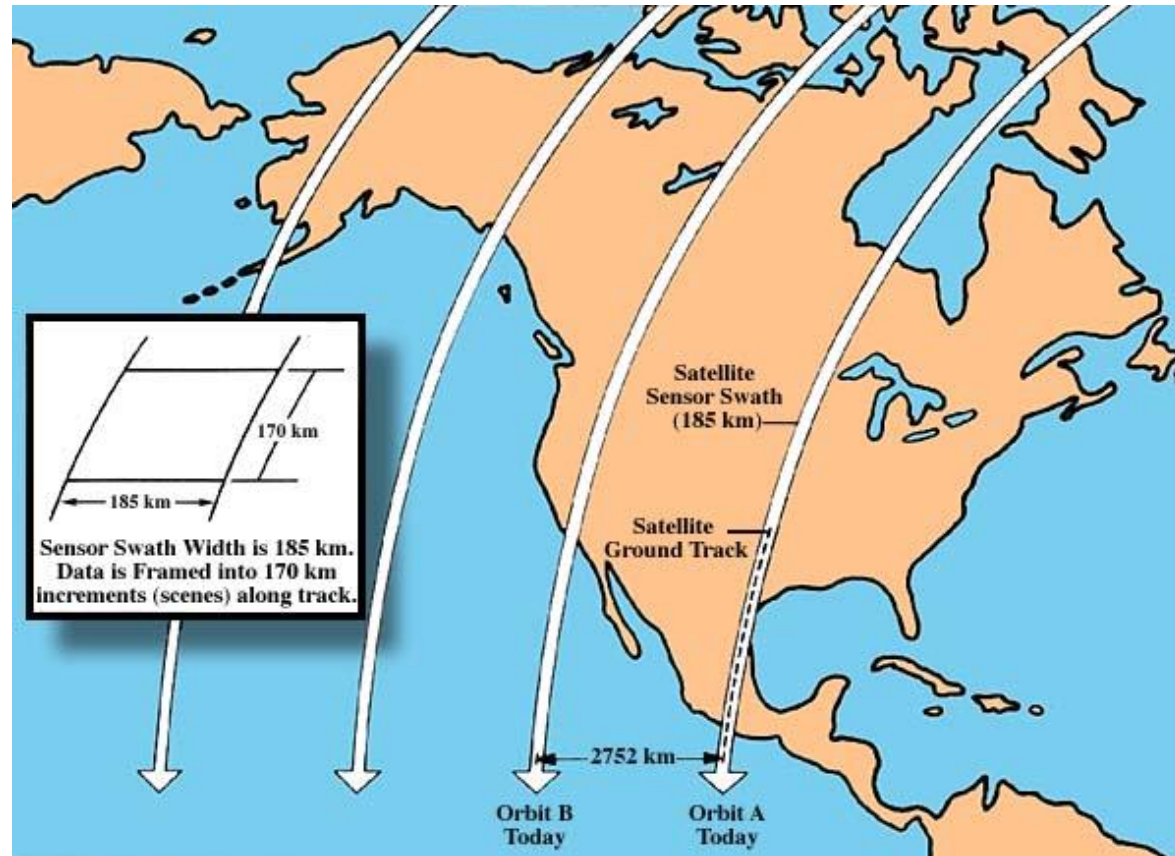 Satellite
Sensor Swath
(185 km)
170 km
185 km
Sensor Swath Width is 185 km.
Data is Framed into 170 km
increments (scenes) along track.
Satellite
Ground Track
2752 km
Orbit B
Today
Orbit A
Today